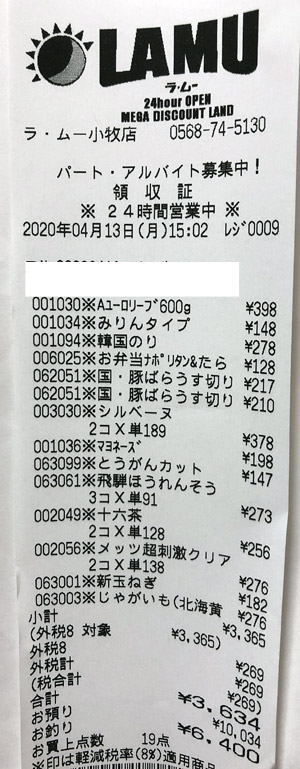 LAMU
ラ・ムー
24hour OPEN
MEGA DISCOUNT LAND
ラ・ムー小牧店 0568-74-5130
パート・アルバイト募集中!
領収証
※ 24時間営業中 ※
2020年04月13日(月)15:02 レジ0009
001030※Aユーロリーブ600g ¥398
001034※みりんタイプ ¥148
001094※韓国のり ¥278
006025※お弁当ナポリタン&たら ¥128
062051※国・豚ばらうす切り ¥217
062051※国・豚ばらうす切り ¥210
003030※シルベーヌ
2コX単189 ¥378
001036※マヨネーズ ¥198
063099※とうがんカット ¥147
063061※飛騨ほうれんそう
3コX単91 ¥273
002049※十六茶
2コX単128 ¥256
002056※メッツ超刺激クリア
2コX単138 ¥276
063001※新玉ねぎ ¥182
063003※じゃがいも(北海黄 ¥276
小計 ¥3,365
(外税8 対象 ¥3,365)
外税8 ¥269
外税計 ¥269
(税合計 ¥269)
合計 ¥3,634
お預り ¥10,034
お釣り ¥6,400
お買上点数 19点
※印は軽減税率(8%)適用商品